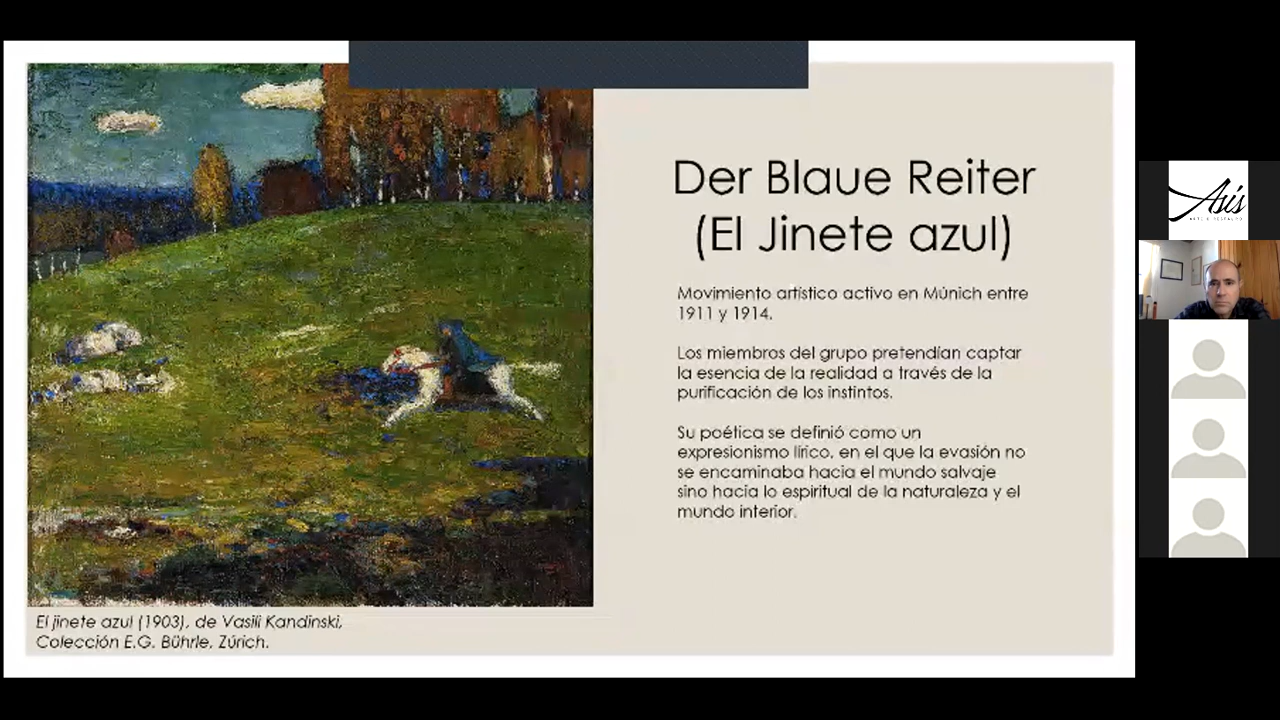 Der Blaue Reiter
(El Jinete azul)
Movimiento artístico activo en Múnich entre
1911 y 1914.
Los miembros del grupo pretendían captar
la esencia de la realidad a través de la
purificación de los instintos.
Su poética se definió como un
expresionismo lírico, en el que la evasión no
se encaminaba hacia el mundo salvaje
sino hacia lo espiritual de la naturaleza y el
mundo interior.
El jinete azul (1903), de Vasili Kandinski,
Colección E.G. Bührle, Zúrich.
Asis